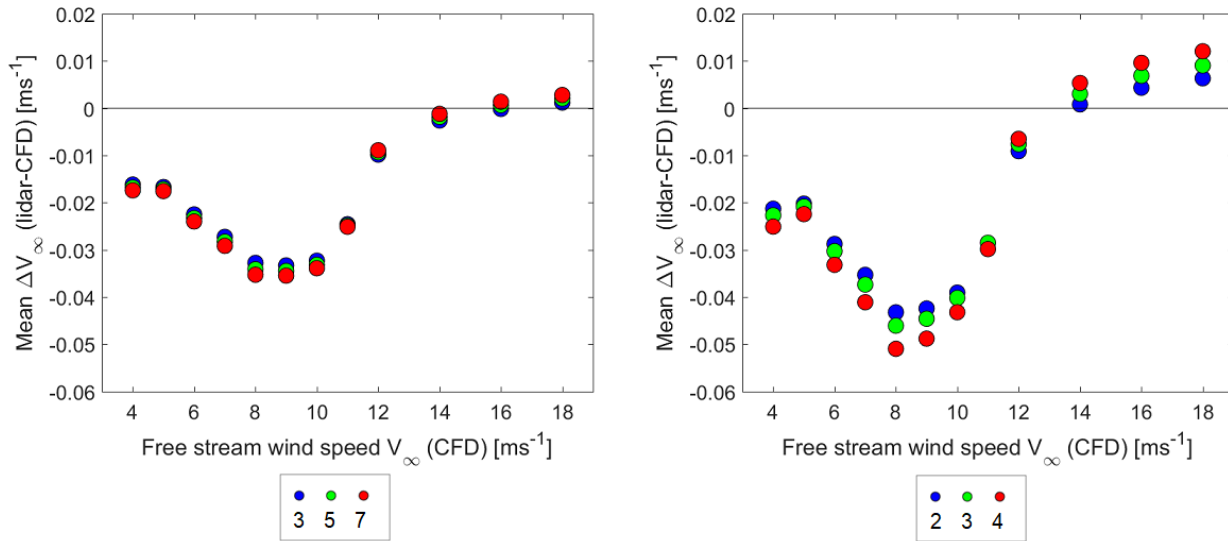 0.02
0.01
0
-0.01
-0.02
-0.03
-0.04
-0.05
-0.06
Mean ΔV∞ (lidar-CFD) [ms⁻¹]
4 6 8 10 12 14 16 18
Free stream wind speed V∞ (CFD) [ms⁻¹]
3 5 7
0.02
0.01
0
-0.01
-0.02
-0.03
-0.04
-0.05
-0.06
Mean ΔV∞ (lidar-CFD) [ms⁻¹]
4 6 8 10 12 14 16 18
Free stream wind speed V∞ (CFD) [ms⁻¹]
2 3 4